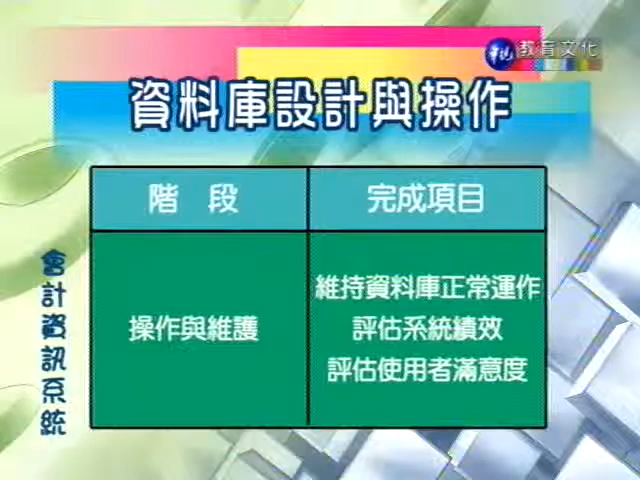 華視 教育文化
資料庫設計與操作
階 段
完成項目
操作與維護
維持資料庫正常運作
評估系統績效
評估使用者滿意度
會計資訊系統